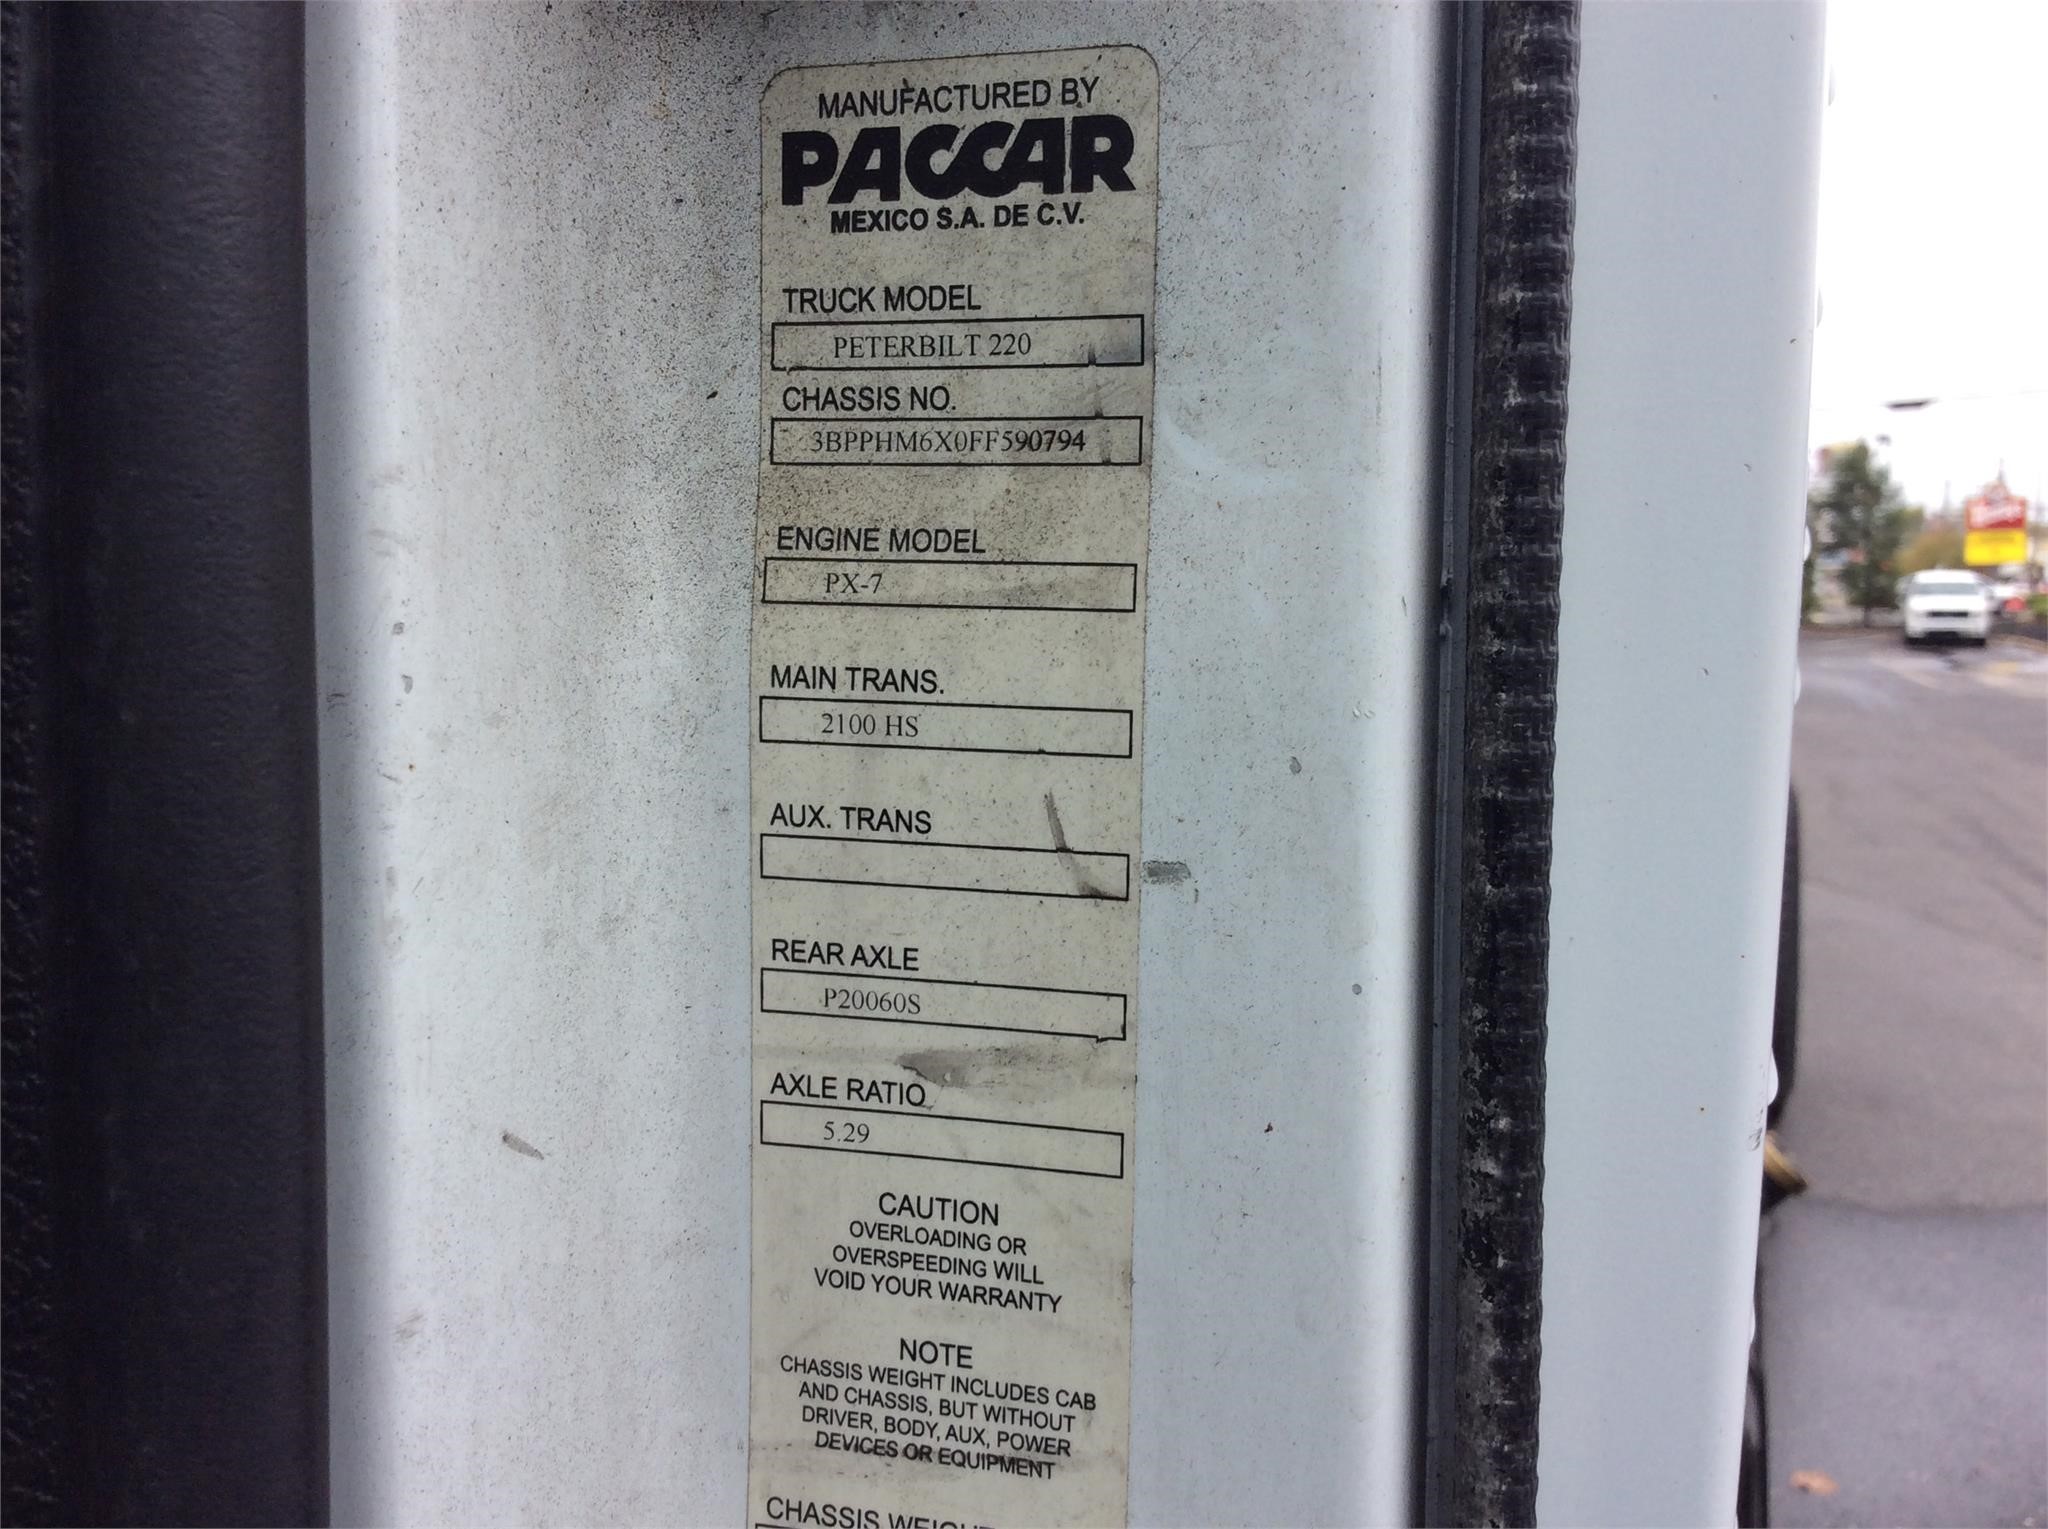 MANUFACTURED BY
PACCAR
MEXICO S.A. DE C.V.
TRUCK MODEL
PETERBILT 220
CHASSIS NO.
3BPPHM6X0FF590794
ENGINE MODEL
PX-7
MAIN TRANS.
2100 HS
AUX. TRANS
REAR AXLE
P20060S
AXLE RATIO
5.29
CAUTION
OVERLOADING OR
OVERSPEEDING WILL
VOID YOUR WARRANTY
NOTE
CHASSIS WEIGHT INCLUDES CAB
AND CHASSIS, BUT WITHOUT
DRIVER, BODY, AUX, POWER
DEVICES OR EQUIPMENT
CHASSIS WEIGHT